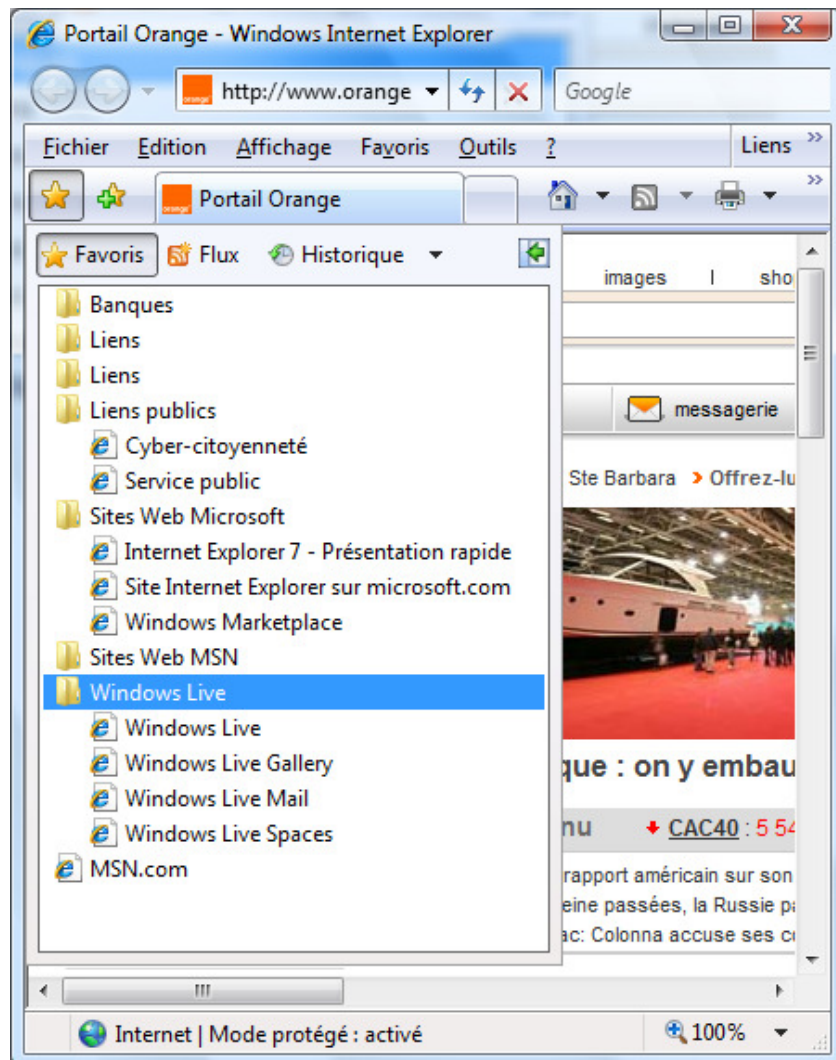 Portail Orange - Windows Internet Explorer
http://www.orange Google
Fichier Edition Affichage Favoris Outils ? Liens
Portail Orange
Favoris Flux Historique
images | sho
Banques
Liens
Liens
Liens publics
messagerie
Cyber-citoyenneté
Service public
Ste Barbara Offrez-lu
Sites Web Microsoft
Internet Explorer 7 - Présentation rapide
Site Internet Explorer sur microsoft.com
Windows Marketplace
Sites Web MSN
Windows Live
Windows Live
Windows Live Gallery
Windows Live Mail
Windows Live Spaces
MSN.com
que : on y embau
nu CAC40 : 5 54
rapport américain sur son
eine passées, la Russie pa
ac: Colonna accuse ses
Internet | Mode protégé : activé 100%